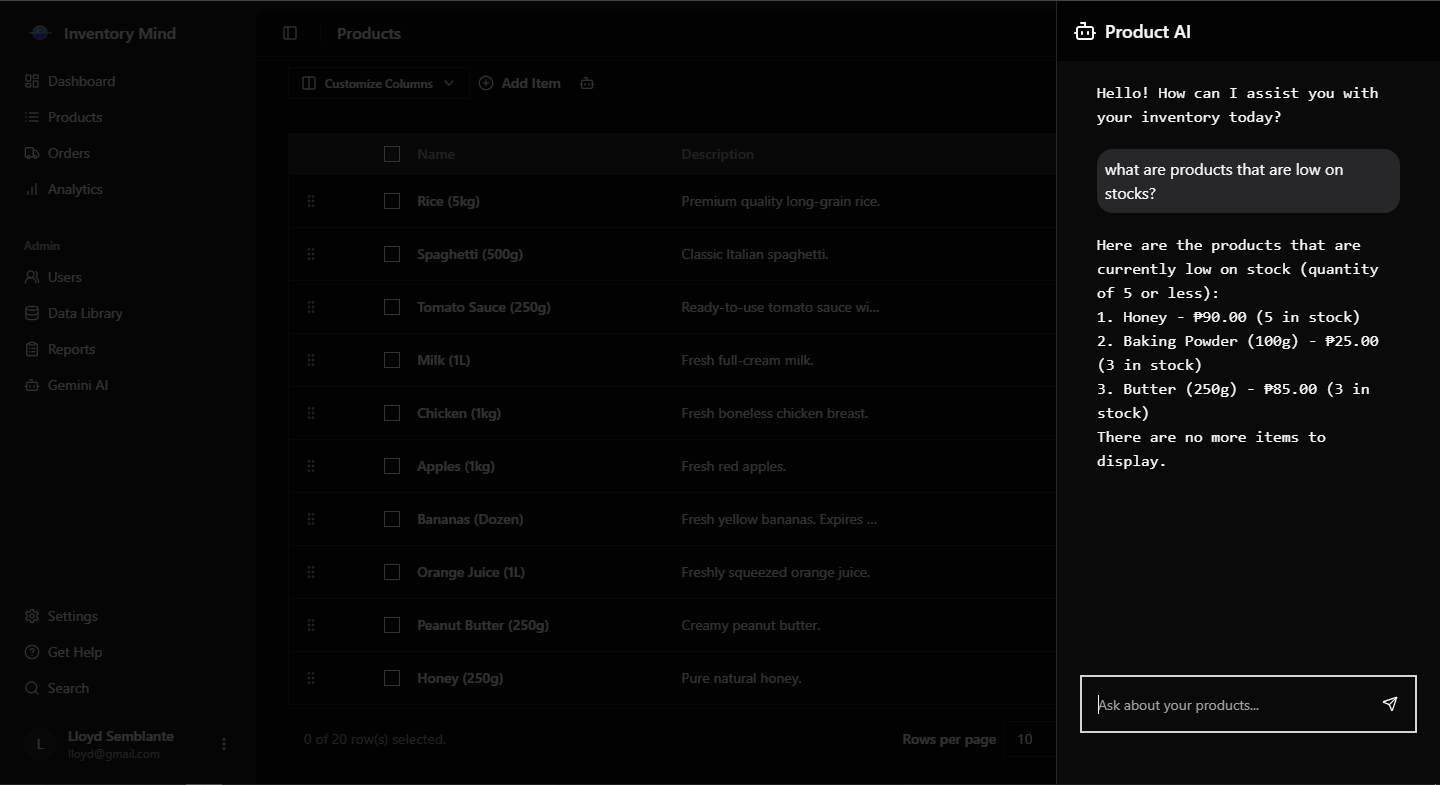 Inventory Mind
Dashboard
Products
Orders
Analytics
Admin
Users
Data Library
Reports
Gemini AI
Settings
Get Help
Search
L
Lloyd Semblante
lloyd@gmail.com
Products
Customize Columns
Add Item
Name Description
Rice (5kg) Premium quality long-grain rice.
Spaghetti (500g) Classic Italian spaghetti.
Tomato Sauce (250g) Ready-to-use tomato sauce wi...
Milk (1L) Fresh full-cream milk.
Chicken (1kg) Fresh boneless chicken breast.
Apples (1kg) Fresh red apples.
Bananas (Dozen) Fresh yellow bananas. Expires ...
Orange Juice (1L) Freshly squeezed orange juice.
Peanut Butter (250g) Creamy peanut butter.
Honey (250g) Pure natural honey.
0 of 20 row(s) selected. Rows per page 10
Product AI
Hello! How can I assist you with
your inventory today?
what are products that are low on
stocks?
Here are the products that are
currently low on stock (quantity
of 5 or less):
1. Honey - ₱90.00 (5 in stock)
2. Baking Powder (100g) - ₱25.00
(3 in stock)
3. Butter (250g) - ₱85.00 (3 in
stock)
There are no more items to
display.
Ask about your products...